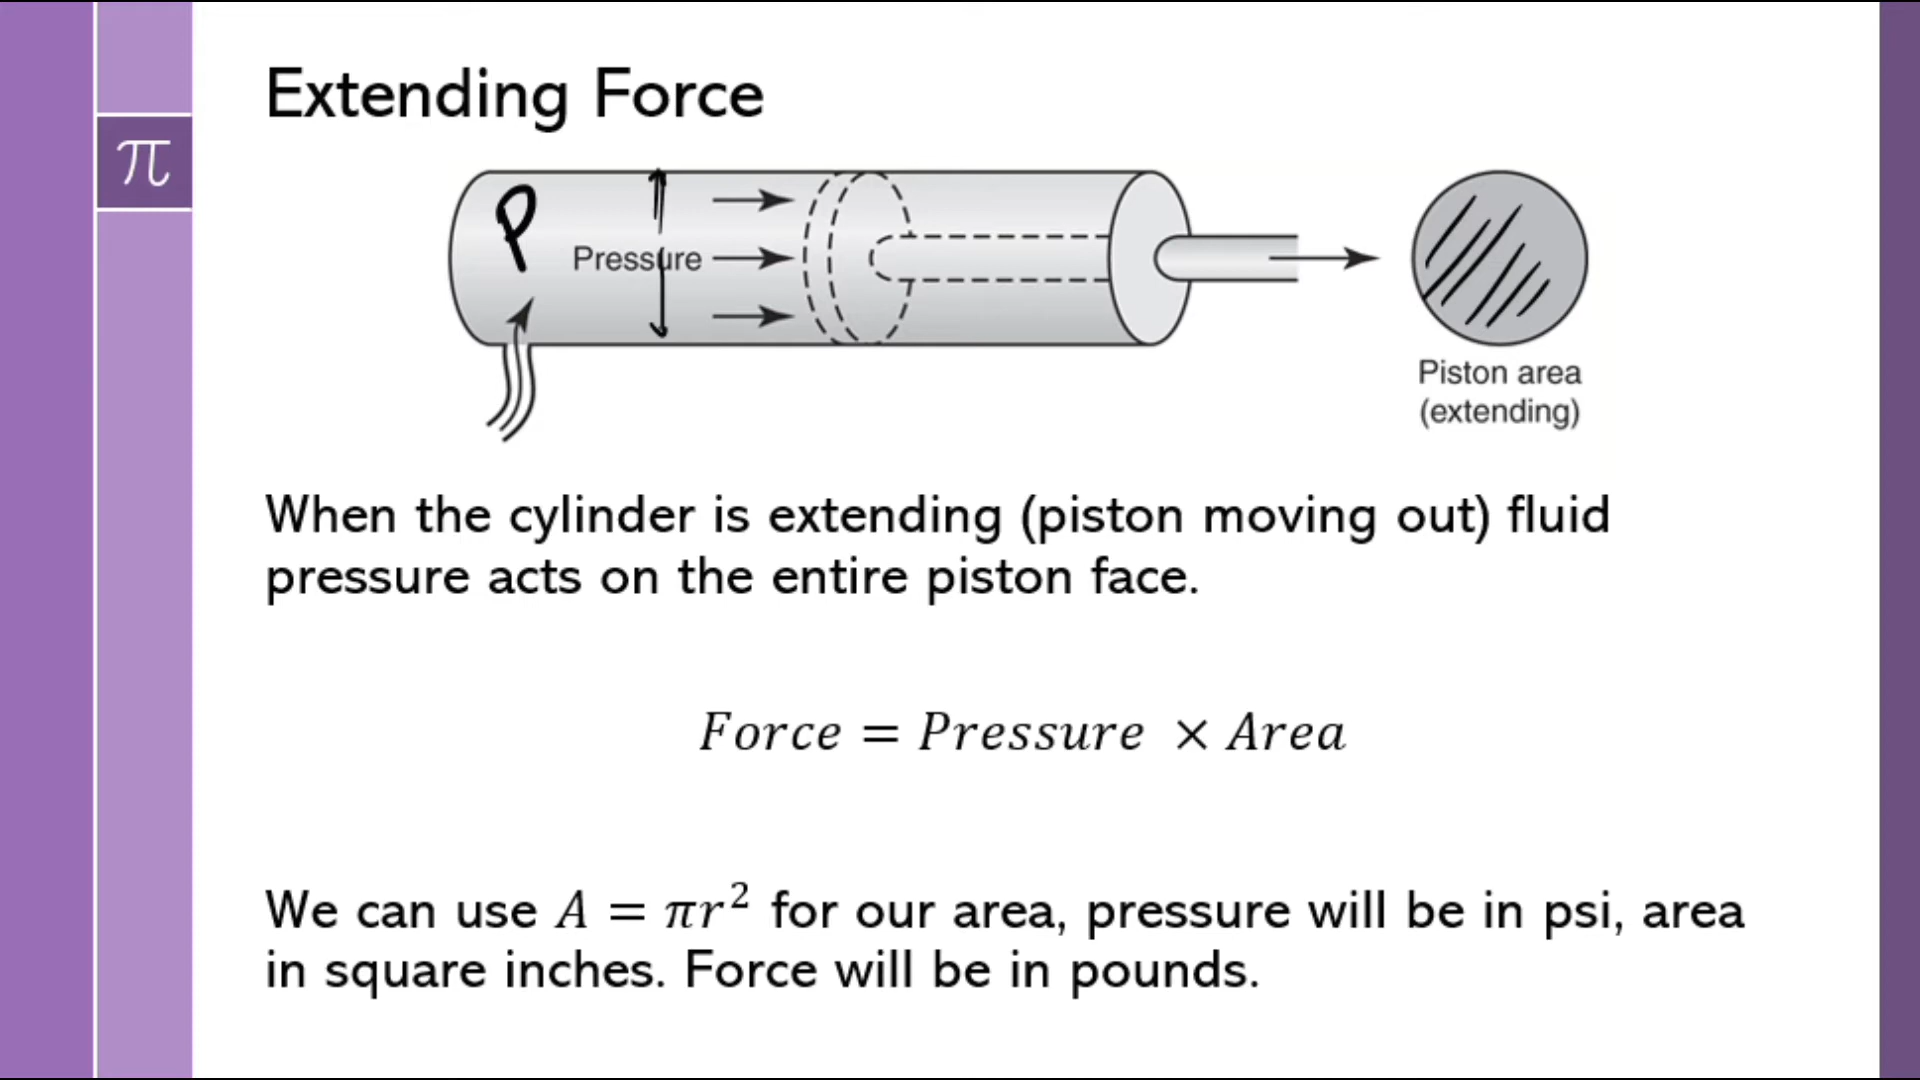 π
Extending Force
P
Pressure
Piston area
(extending)
When the cylinder is extending (piston moving out) fluid
pressure acts on the entire piston face.
Force = Pressure × Area
We can use A = πr² for our area, pressure will be in psi, area
in square inches. Force will be in pounds.